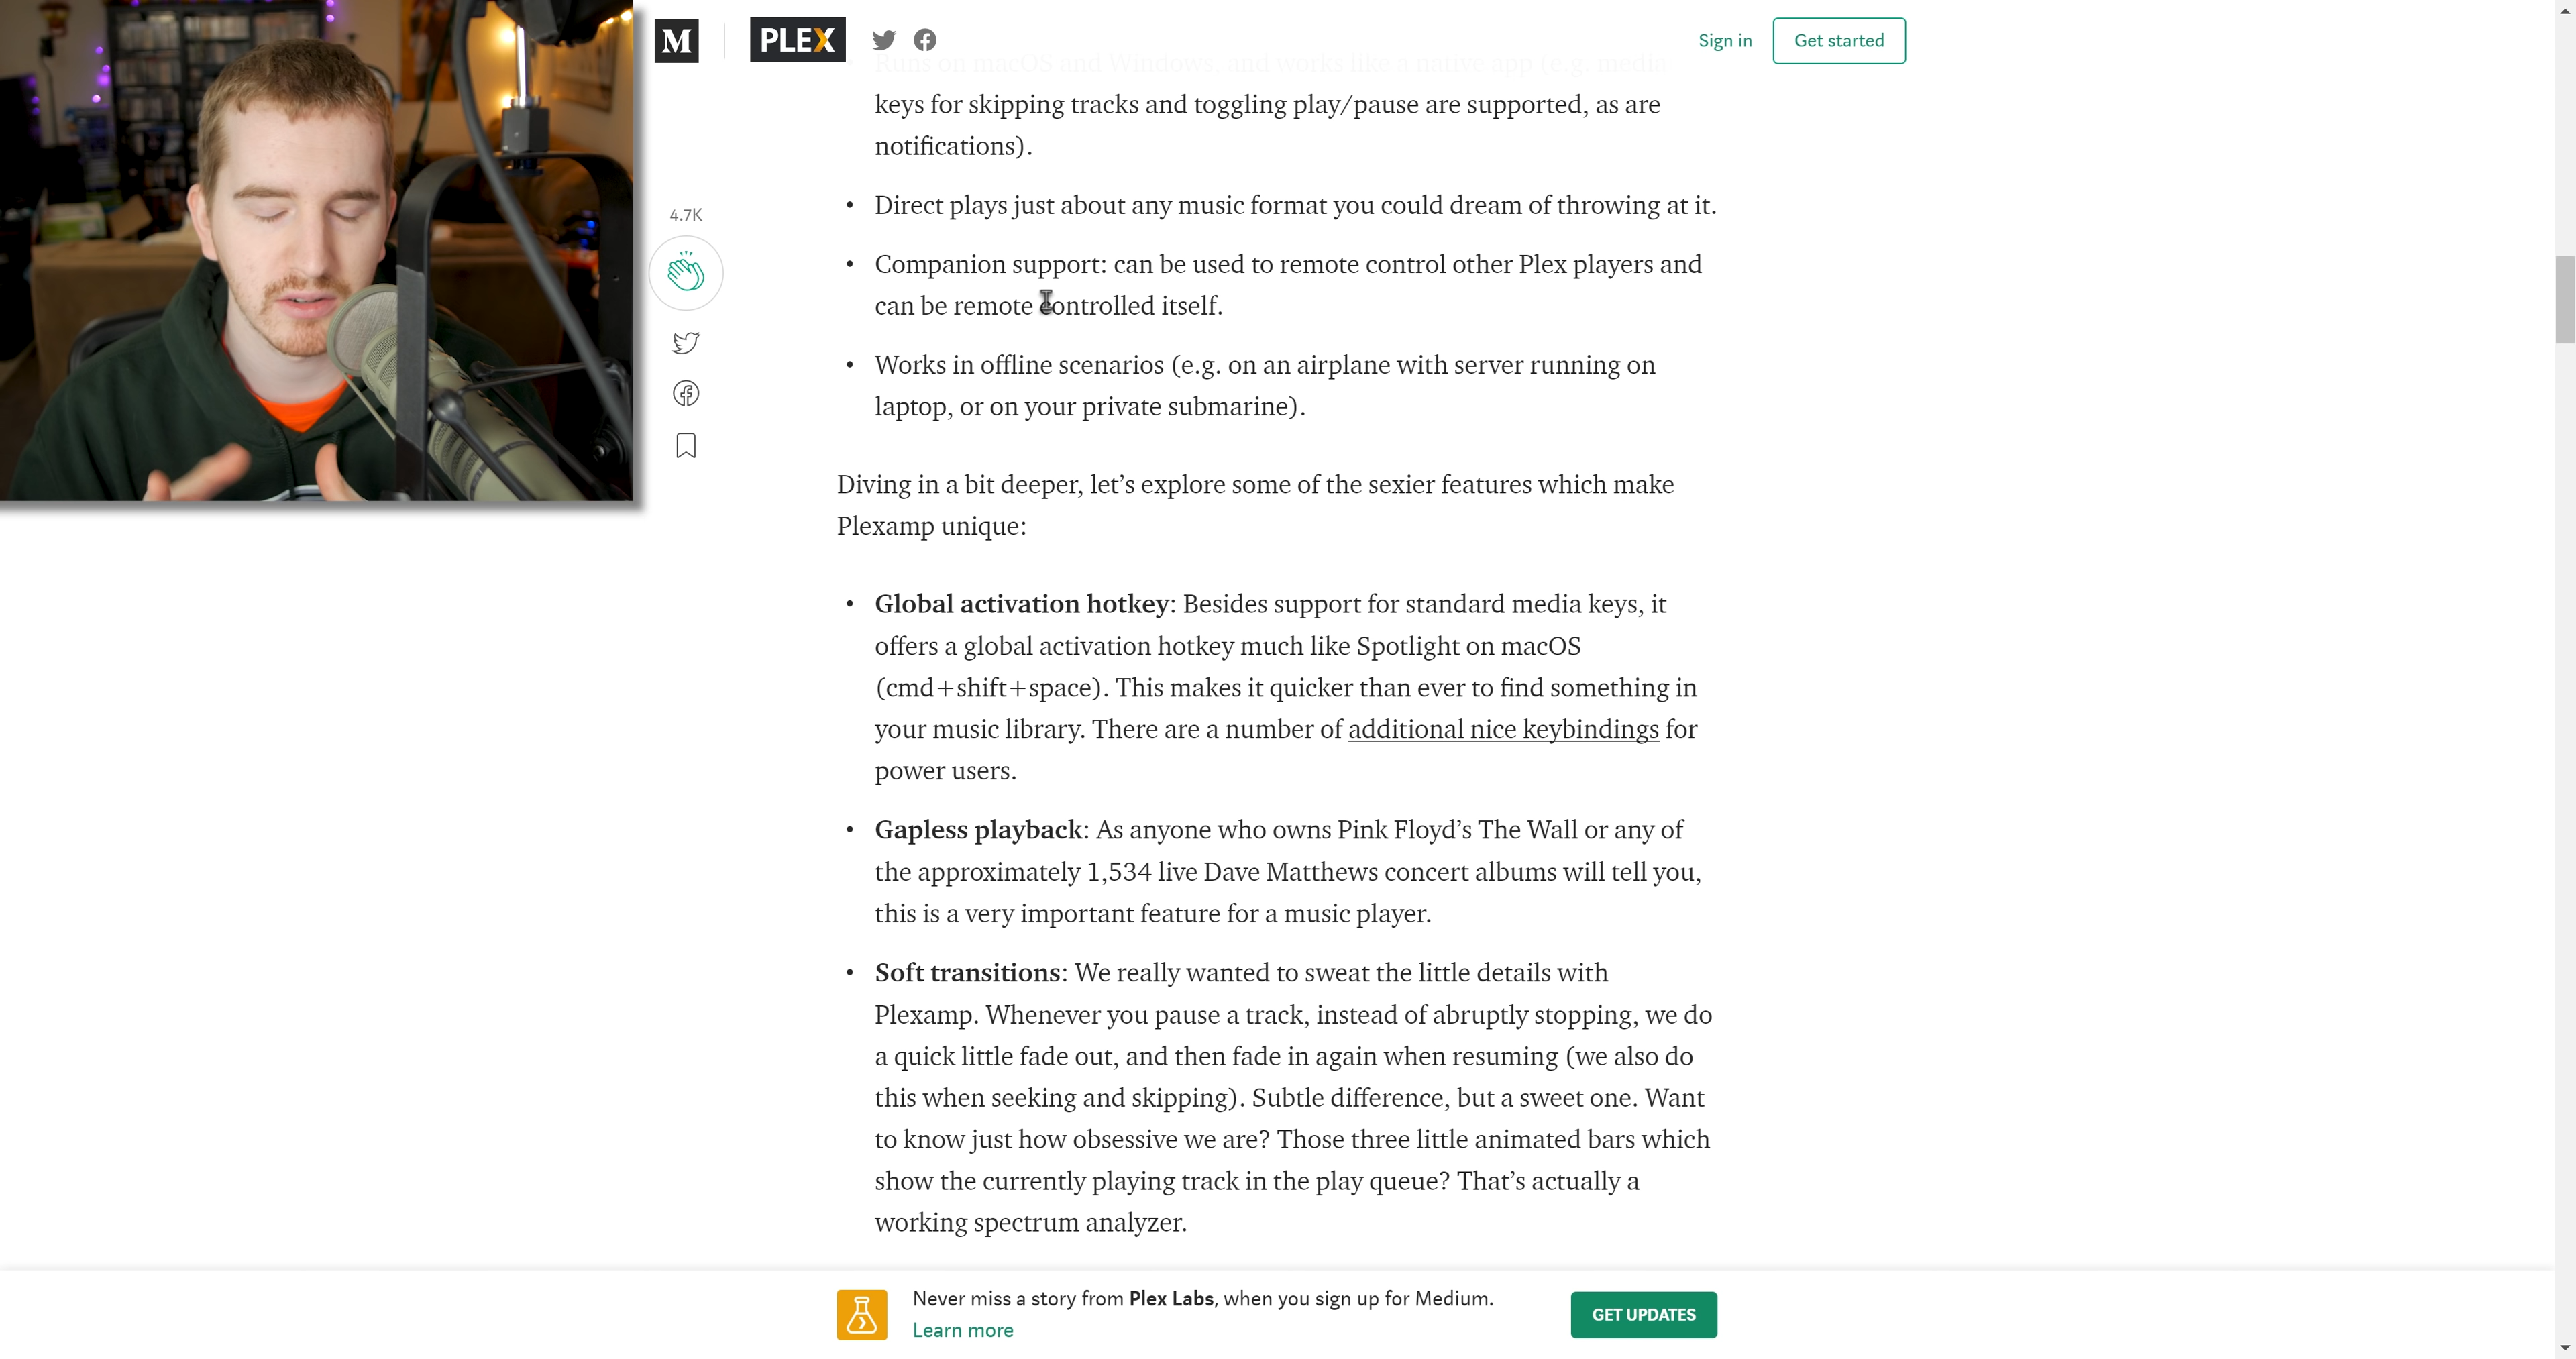 M
PLEX
Sign in
Get started
Runs on macOS and Windows, and works like a native app (e.g. media
keys for skipping tracks and toggling play/pause are supported, as are
notifications).
• Direct plays just about any music format you could dream of throwing at it.
• Companion support: can be used to remote control other Plex players and
can be remote controlled itself.
• Works in offline scenarios (e.g. on an airplane with server running on
laptop, or on your private submarine).
4.7K
Diving in a bit deeper, let’s explore some of the sexier features which make
Plexamp unique:
• Global activation hotkey: Besides support for standard media keys, it
offers a global activation hotkey much like Spotlight on macOS
(cmd+shift+space). This makes it quicker than ever to find something in
your music library. There are a number of additional nice keybindings for
power users.
• Gapless playback: As anyone who owns Pink Floyd’s The Wall or any of
the approximately 1,534 live Dave Matthews concert albums will tell you,
this is a very important feature for a music player.
• Soft transitions: We really wanted to sweat the little details with
Plexamp. Whenever you pause a track, instead of abruptly stopping, we do
a quick little fade out, and then fade in again when resuming (we also do
this when seeking and skipping). Subtle difference, but a sweet one. Want
to know just how obsessive we are? Those three little animated bars which
show the currently playing track in the play queue? That’s actually a
working spectrum analyzer.
Never miss a story from Plex Labs, when you sign up for Medium.
Learn more
GET UPDATES